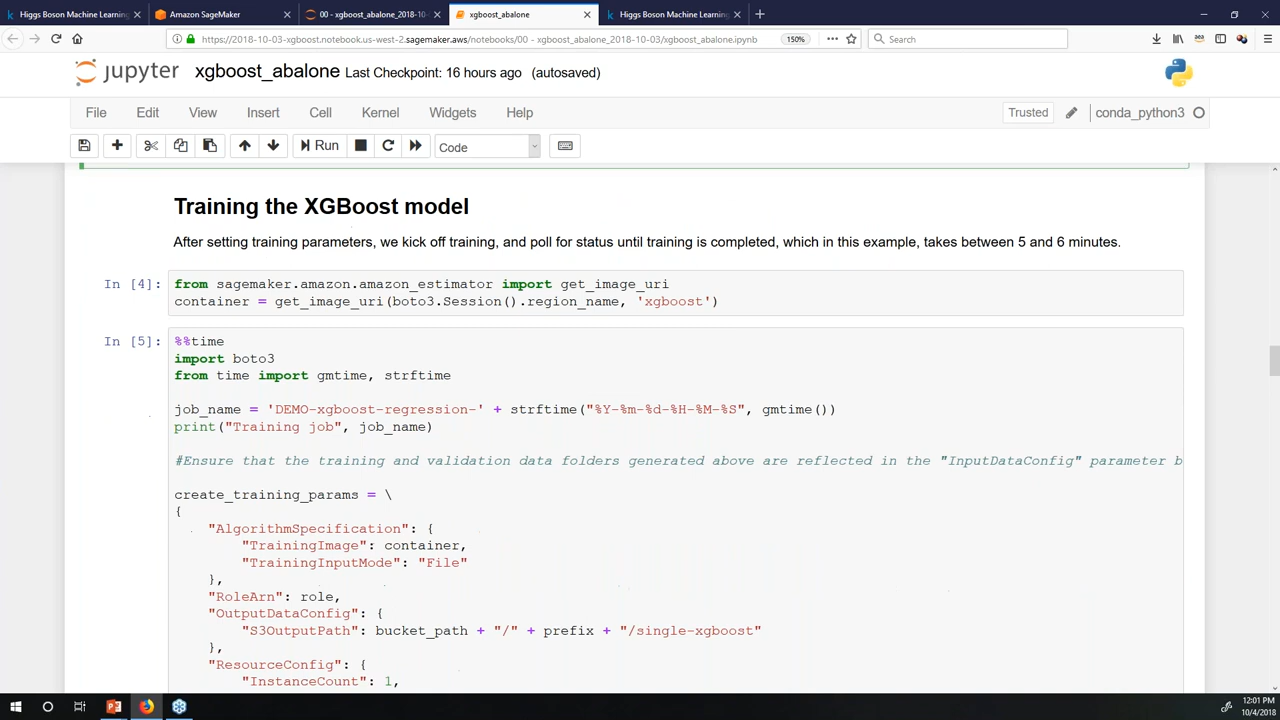 Higgs Boson Machine Learning
Amazon SageMaker
00 - xgboost_abalone_2018-10-
xgboost_abalone
Higgs Boson Machine Learning
https://2018-10-03-xgboost.notebook.us-west-2.sagemaker.aws/notebooks/00 - xgboost_abalone_2018-10-03/xgboost_abalone.ipynb
150%
Search
jupyter
xgboost_abalone
Last Checkpoint: 16 hours ago (autosaved)
File Edit View Insert Cell Kernel Widgets Help
Trusted
conda_python3
Run
Code
Training the XGBoost model
After setting training parameters, we kick off training, and poll for status until training is completed, which in this example, takes between 5 and 6 minutes.
In [4]:
from sagemaker.amazon.amazon_estimator import get_image_uri
container = get_image_uri(boto3.Session().region_name, 'xgboost')
In [5]:
%%time
import boto3
from time import gmtime, strftime
job_name = 'DEMO-xgboost-regression-' + strftime("%Y-%m-%d-%H-%M-%S", gmtime())
print("Training job", job_name)
#Ensure that the training and validation data folders generated above are reflected in the "InputDataConfig" parameter b
create_training_params = \
{
"AlgorithmSpecification": {
"TrainingImage": container,
"TrainingInputMode": "File"
},
"RoleArn": role,
"OutputDataConfig": {
"S3OutputPath": bucket_path + "/" + prefix + "/single-xgboost"
},
"ResourceConfig": {
"InstanceCount": 1,
12:01 PM
10/4/2018